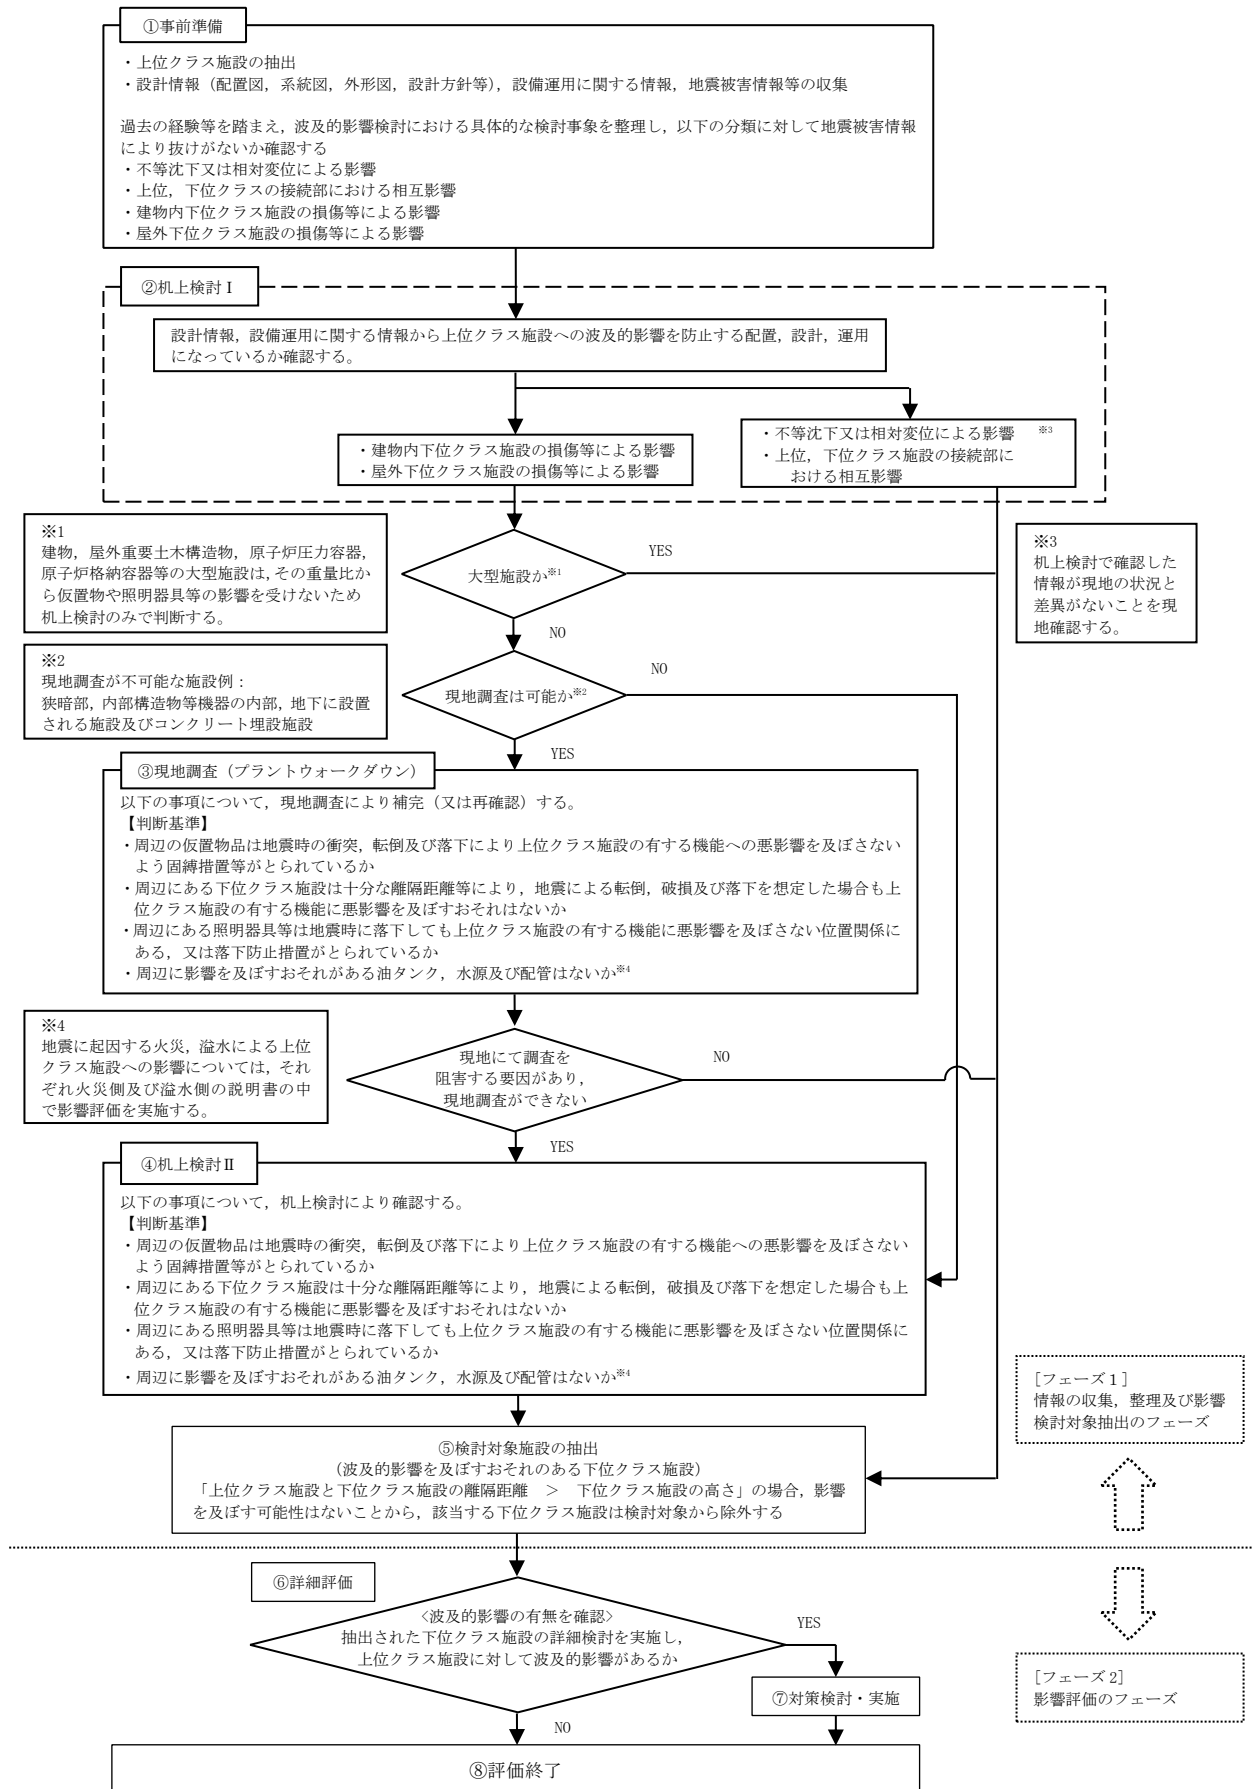 ①事前準備
・上位クラス施設の抽出
・設計情報（配置図，系統図，外形図，設計方針等），設備運用に関する情報，地震被害情報等の収集
過去の経験等を踏まえ，波及的影響検討における具体的な検討事象を整理し，以下の分類に対して地震被害情報
により抜けがないか確認する
・不等沈下又は相対変位による影響
・上位，下位クラスの接続部における相互影響
・建物内下位クラス施設の損傷等による影響
・屋外下位クラス施設の損傷等による影響
②机上検討Ⅰ
設計情報，設備運用に関する情報から上位クラス施設への波及的影響を防止する配置，設計，運用
になっているか確認する。
・建物内下位クラス施設の損傷等による影響
・屋外下位クラス施設の損傷等による影響
・不等沈下又は相対変位による影響 ※3
・上位，下位クラス施設の接続部に
おける相互影響
※1
建物，屋外重要土木構造物，原子炉圧力容器，
原子炉格納容器等の大型施設は，その重量比か
ら仮置物や照明器具等の影響を受けないため
机上検討のみで判断する。
大型施設か※1
YES
※3
机上検討で確認した
情報が現地の状況と
差異がないことを現
地確認する。
NO
※2
現地調査が不可能な施設例：
狭暗部，内部構造物等機器の内部，地下に設置
される施設及びコンクリート埋設施設
現地調査は可能か※2
NO
YES
③現地調査（プラントウォークダウン）
以下の事項について，現地調査により補完（又は再確認）する。
【判断基準】
・周辺の仮置物品は地震時の衝突，転倒及び落下により上位クラス施設の有する機能への悪影響を及ぼさない
よう固縛措置等がとられているか
・周辺にある下位クラス施設は十分な離隔距離等により，地震による転倒，破損及び落下を想定した場合も上
位クラス施設の有する機能に悪影響を及ぼすおそれはないか
・周辺にある照明器具等は地震時に落下しても上位クラス施設の有する機能に悪影響を及ぼさない位置関係に
ある，又は落下防止措置がとられているか
・周辺に影響を及ぼすおそれがある油タンク，水源及び配管はないか※4
※4
地震に起因する火災，溢水による上位
クラス施設への影響については，それ
ぞれ火災側及び溢水側の説明書の中
で影響評価を実施する。
現地にて調査を
阻害する要因があり，
現地調査ができない
NO
YES
④机上検討Ⅱ
以下の事項について，机上検討により確認する。
【判断基準】
・周辺の仮置物品は地震時の衝突，転倒及び落下により上位クラス施設の有する機能への悪影響を及ぼさない
よう固縛措置等がとられているか
・周辺にある下位クラス施設は十分な離隔距離等により，地震による転倒，破損及び落下を想定した場合も上
位クラス施設の有する機能に悪影響を及ぼすおそれはないか
・周辺にある照明器具等は地震時に落下しても上位クラス施設の有する機能に悪影響を及ぼさない位置関係に
ある，又は落下防止措置がとられているか
・周辺に影響を及ぼすおそれがある油タンク，水源及び配管はないか※4
[フェーズ１]
情報の収集，整理及び影響
検討対象抽出のフェーズ
⑤検討対象施設の抽出
(波及的影響を及ぼすおそれのある下位クラス施設)
「上位クラス施設と下位クラス施設の離隔距離 ＞ 下位クラス施設の高さ」の場合，影響
を及ぼす可能性はないことから，該当する下位クラス施設は検討対象から除外する
⑥詳細評価
<波及的影響の有無を確認>
抽出された下位クラス施設の詳細検討を実施し，
上位クラス施設に対して波及的影響があるか
YES
⑦対策検討・実施
[フェーズ 2]
影響評価のフェーズ
NO
⑧評価終了